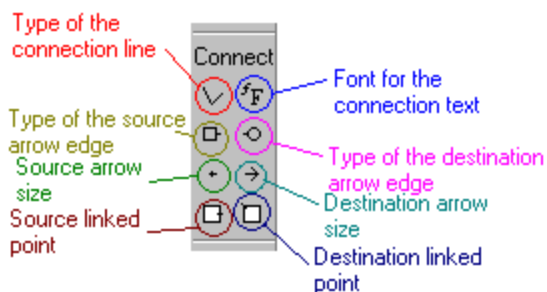 Type of the
connection line
Connect
fF
Font for the
connection text
Type of the source
arrow edge
Type of the destination
arrow edge
Source arrow
size
Destination arrow
size
Source linked
point
Destination linked
point